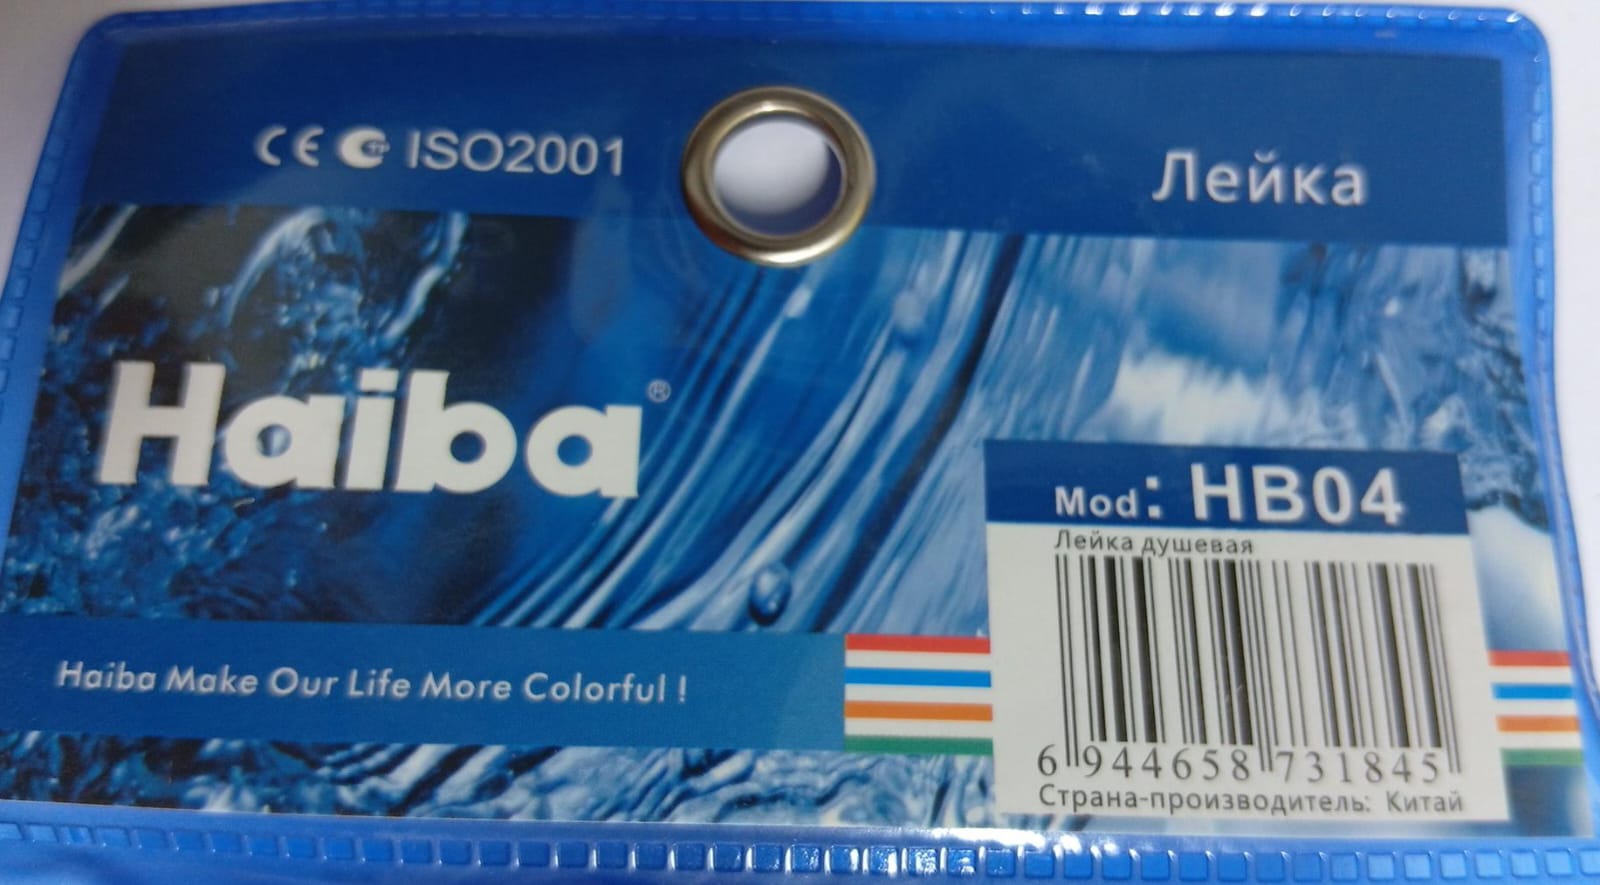 CE ISO2001
Лейка
Haiba®
Mod: HB04
Лейка душевая
6 944658 731845
Страна-производитель: Китай
Haiba Make Our Life More Colorful !